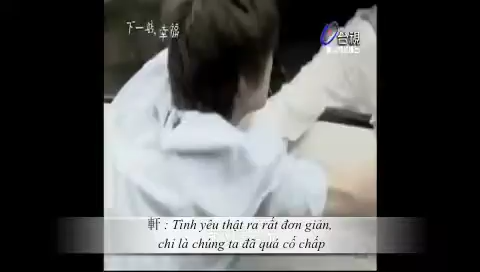 下一站,幸福
台視
軒 : Tình yêu thật ra rất đơn giản,
chỉ là chúng ta đã quá cố chấp